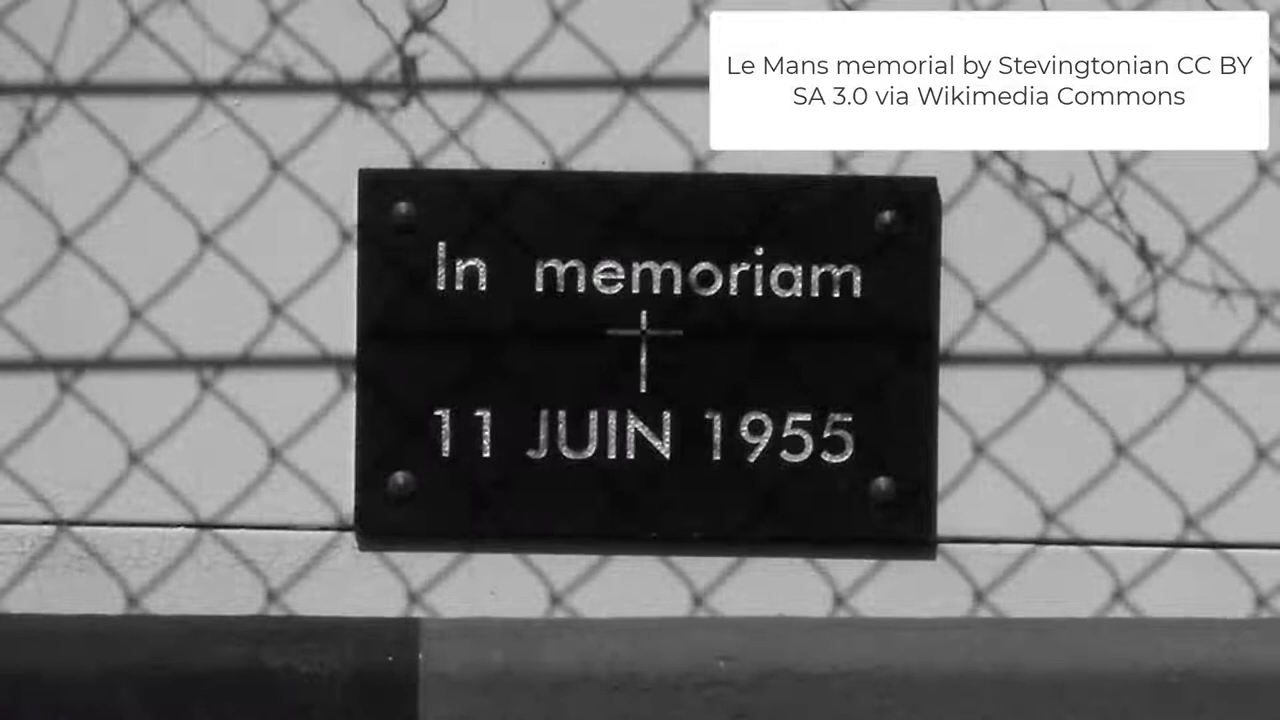 Le Mans memorial by Stevingtonian CC BY
SA 3.0 via Wikimedia Commons
In memoriam
11 JUIN 1955